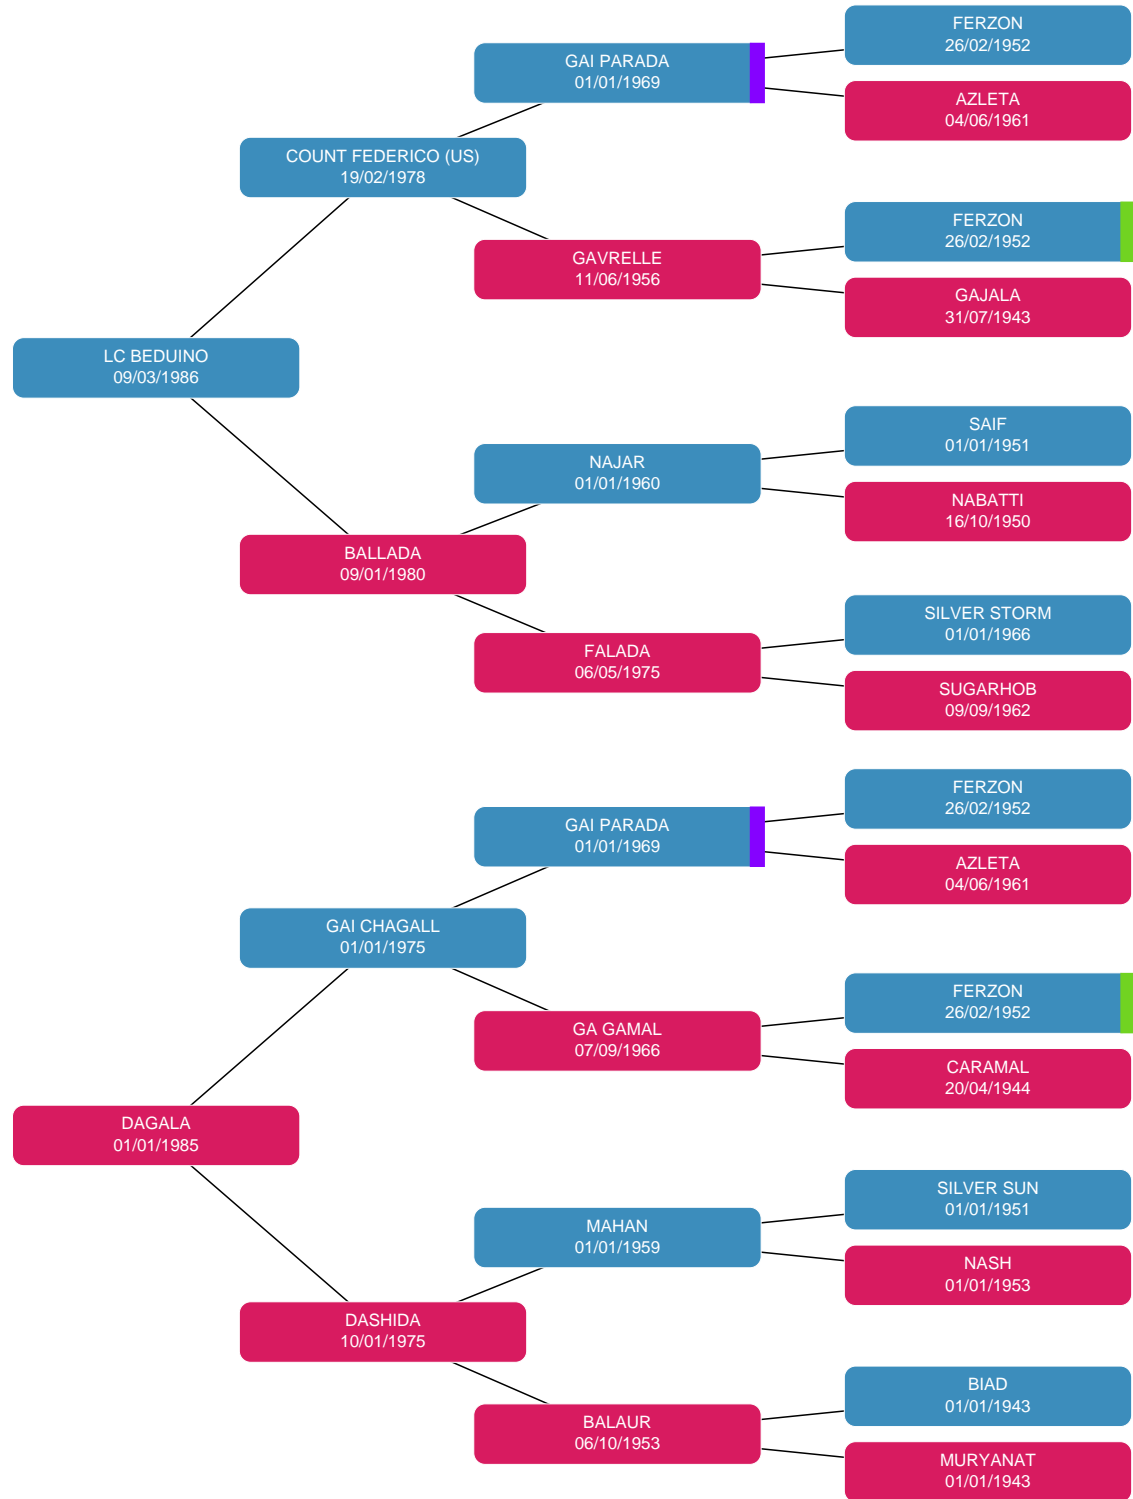 FERZON
26/02/1952
GAI PARADA
01/01/1969
AZLETA
04/06/1961
COUNT FEDERICO (US)
19/02/1978
FERZON
26/02/1952
GAVRELLE
11/06/1956
GAJALA
31/07/1943
LC BEDUINO
09/03/1986
SAIF
01/01/1951
NAJAR
01/01/1960
NABATTI
16/10/1950
BALLADA
09/01/1980
SILVER STORM
01/01/1966
FALADA
06/05/1975
SUGARHOB
09/09/1962
FERZON
26/02/1952
GAI PARADA
01/01/1969
AZLETA
04/06/1961
GAI CHAGALL
01/01/1975
FERZON
26/02/1952
GA GAMAL
07/09/1966
CARAMAL
20/04/1944
DAGALA
01/01/1985
SILVER SUN
01/01/1951
MAHAN
01/01/1959
NASH
01/01/1953
DASHIDA
10/01/1975
BIAD
01/01/1943
BALAUR
06/10/1953
MURYANAT
01/01/1943